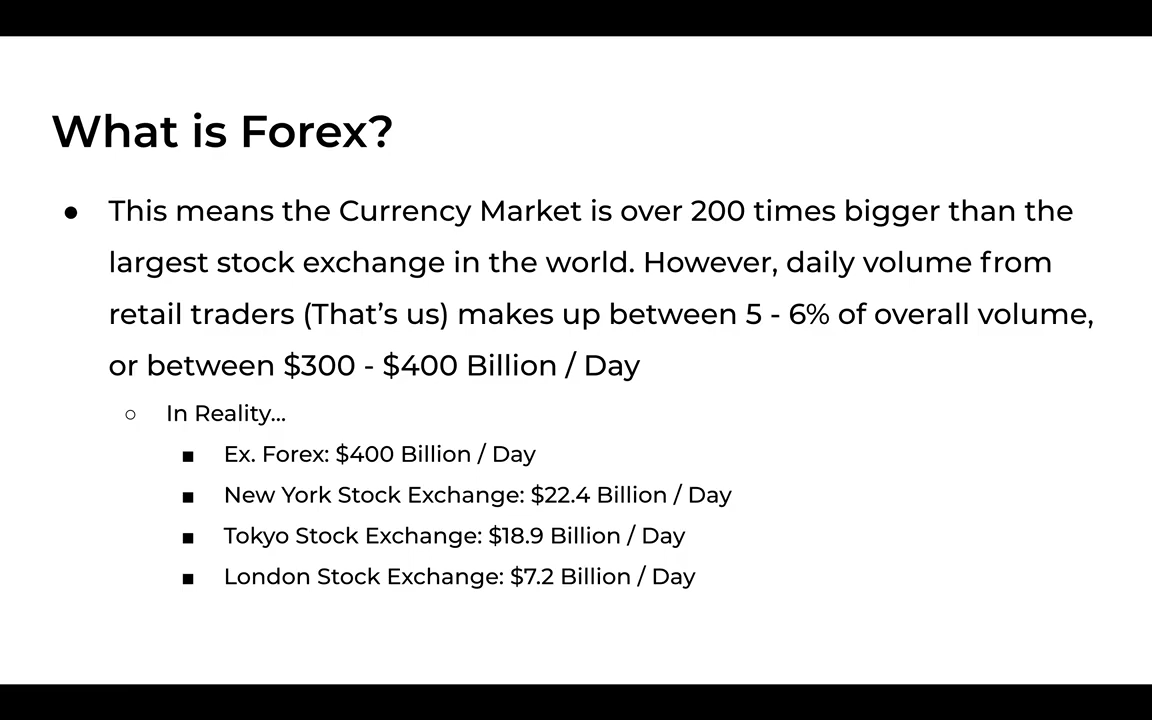 What is Forex?
● This means the Currency Market is over 200 times bigger than the
largest stock exchange in the world. However, daily volume from
retail traders (That's us) makes up between 5 - 6% of overall volume,
or between $300 - $400 Billion / Day
○ In Reality...
■ Ex. Forex: $400 Billion / Day
■ New York Stock Exchange: $22.4 Billion / Day
■ Tokyo Stock Exchange: $18.9 Billion / Day
■ London Stock Exchange: $7.2 Billion / Day